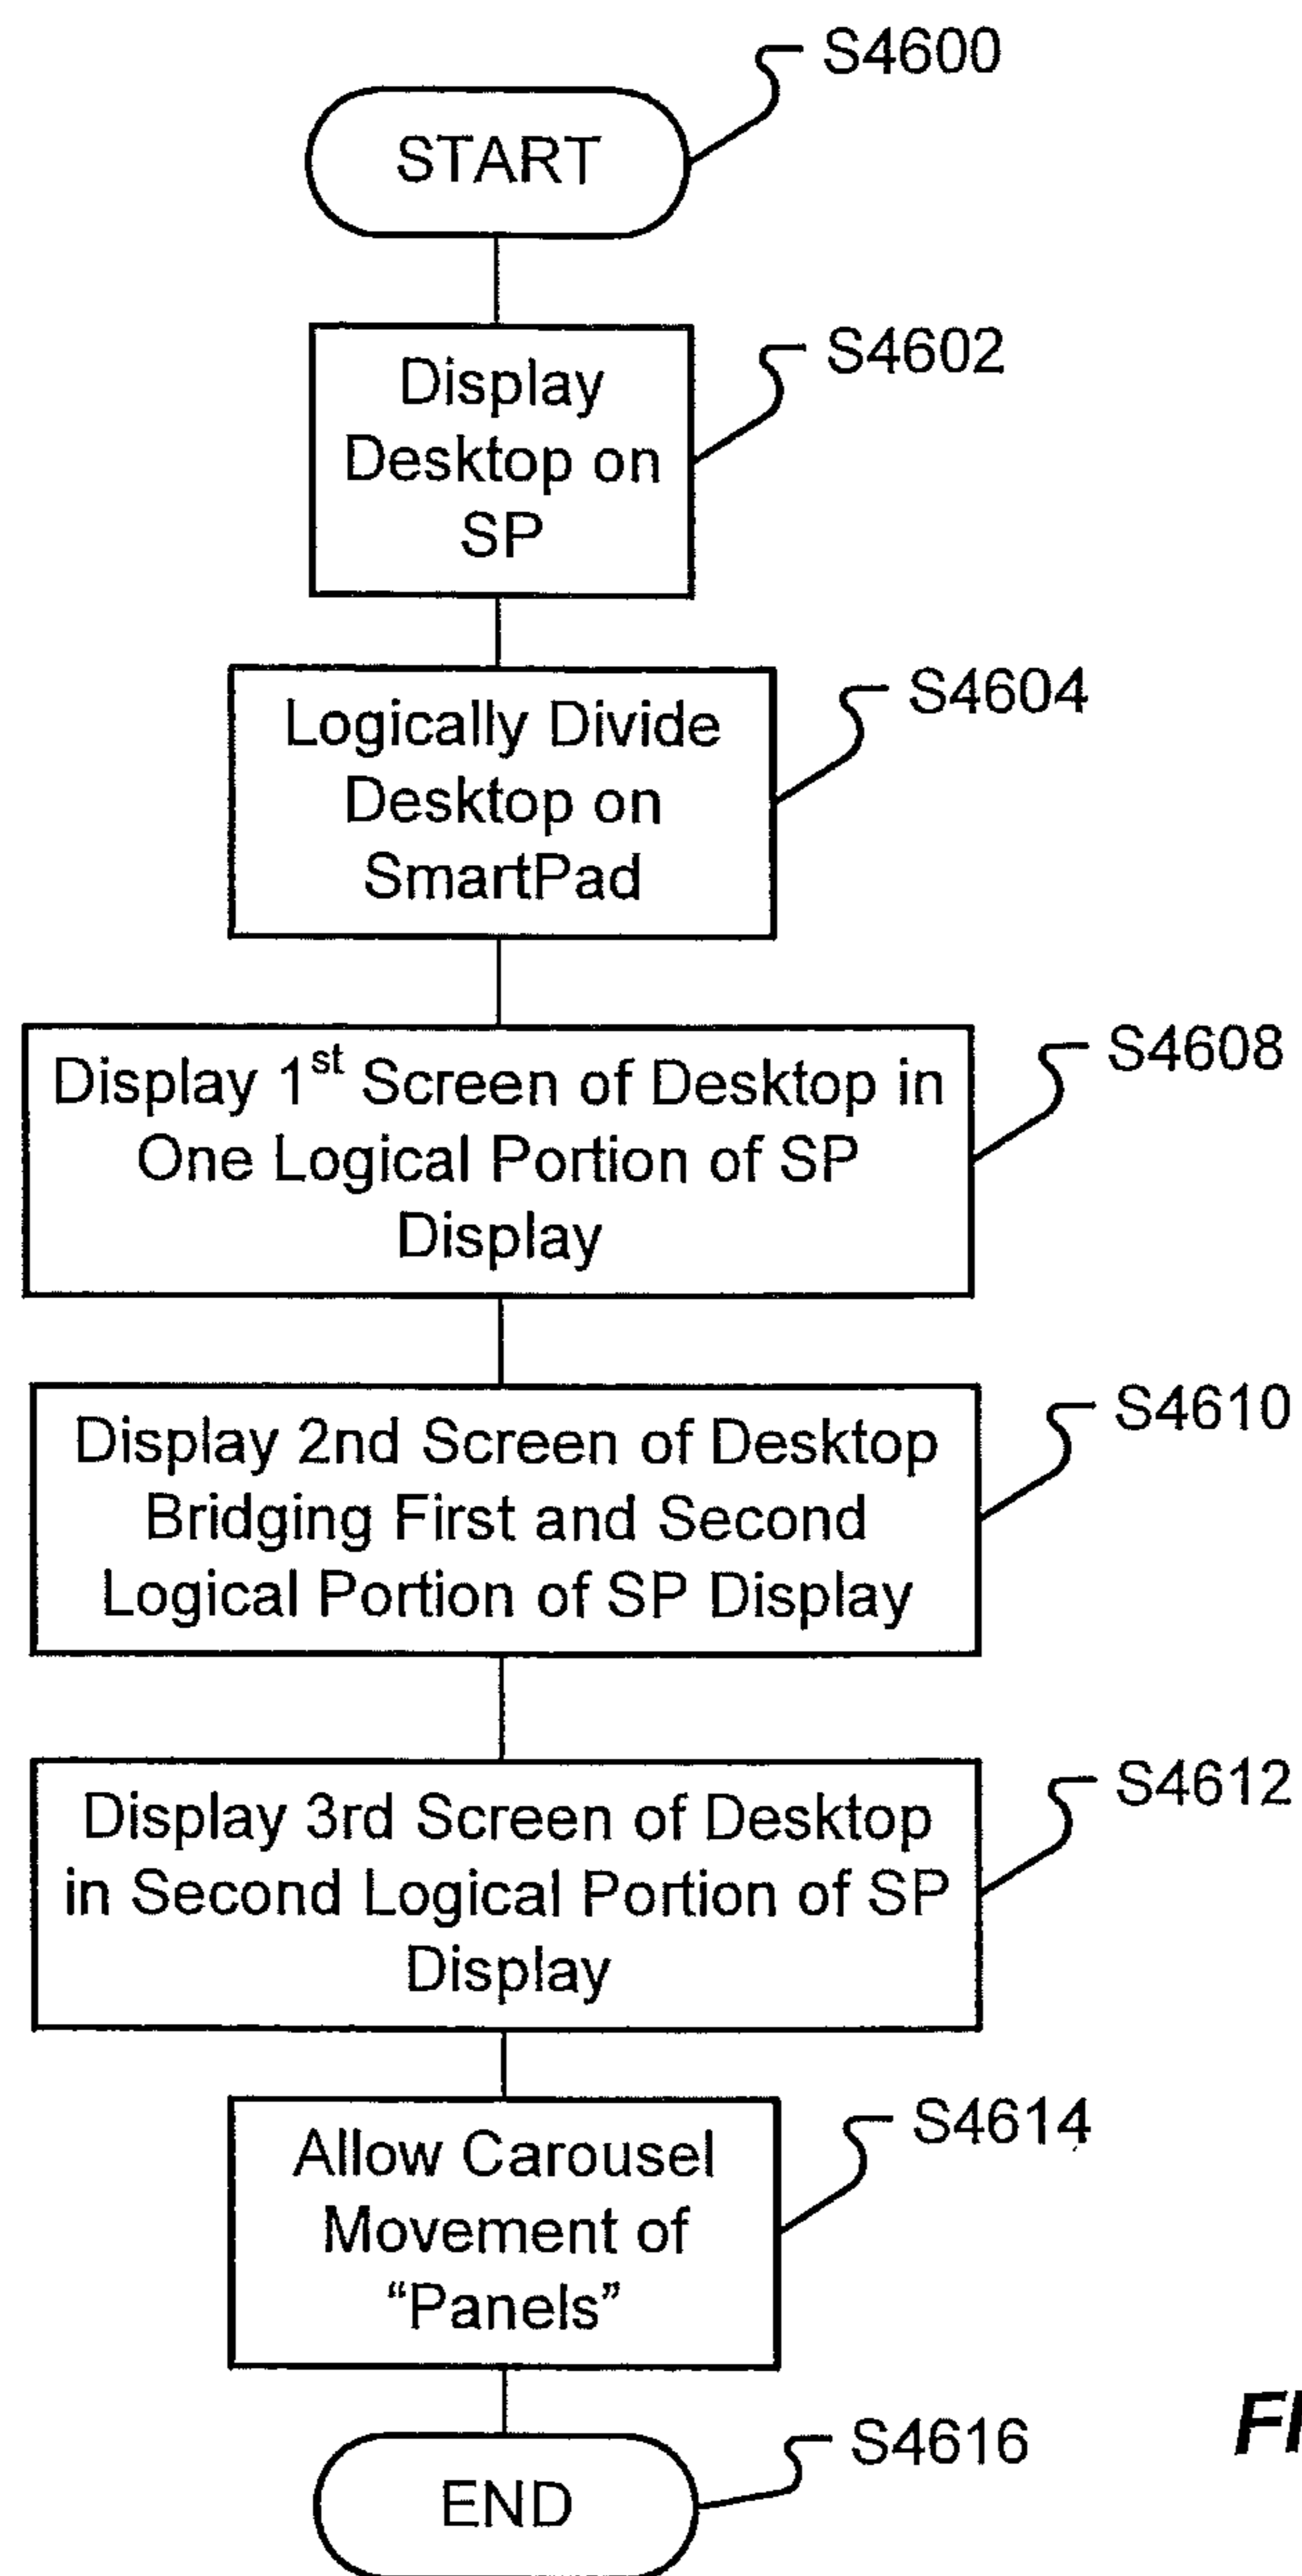 S4600
START
S4602
Display
Desktop on
SP
S4604
Logically Divide
Desktop on
SmartPad
S4608
Display 1st Screen of Desktop in
One Logical Portion of SP
Display
S4610
Display 2nd Screen of Desktop
Bridging First and Second
Logical Portion of SP Display
S4612
Display 3rd Screen of Desktop
in Second Logical Portion of SP
Display
S4614
Allow Carousel
Movement of
“Panels”
S4616
END